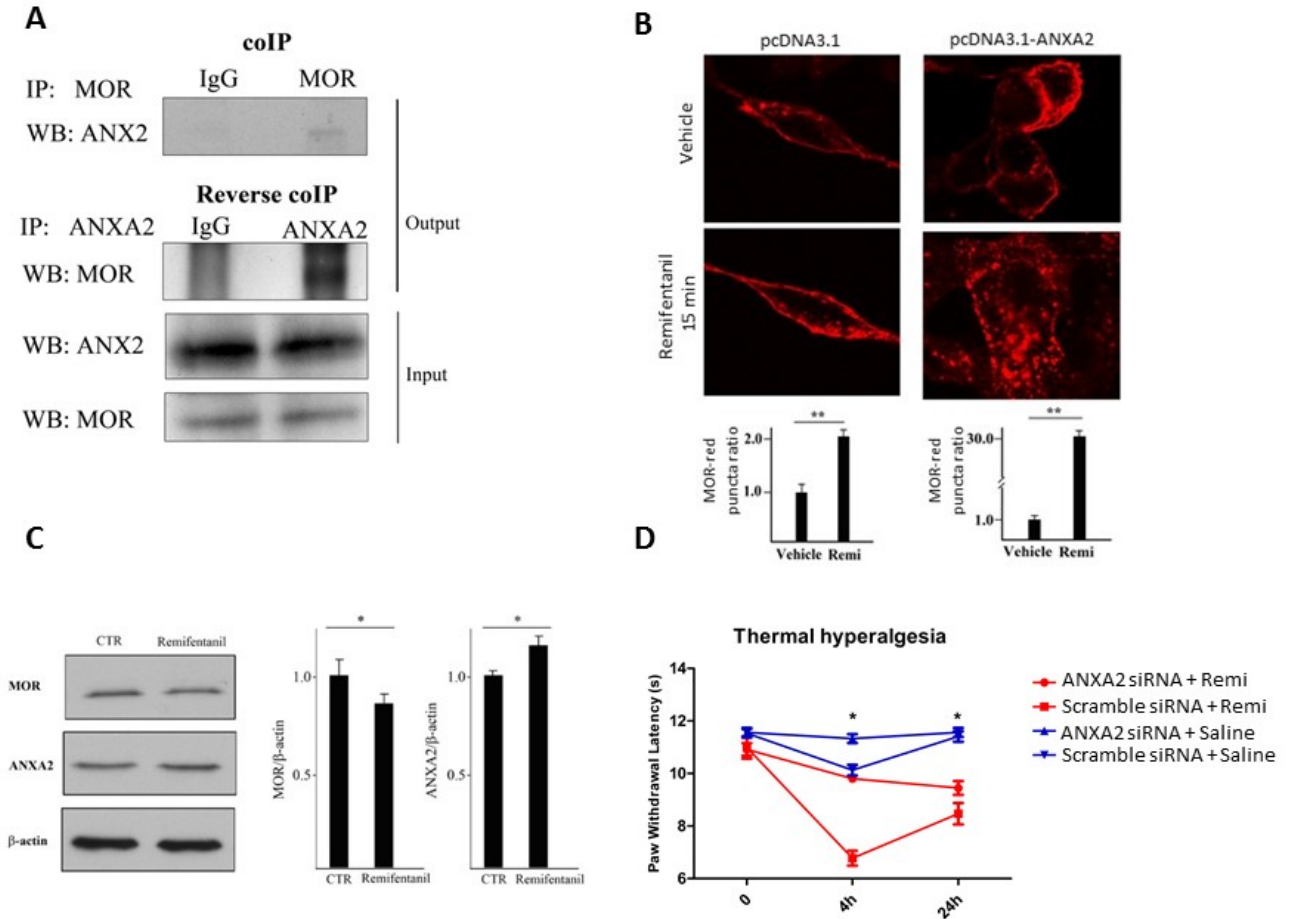 A
coIP
IP: MOR IgG MOR
WB: ANX2
Reverse coIP
IP: ANXA2 IgG ANXA2
WB: MOR
Output
WB: ANX2
Input
WB: MOR
B
pcDNA3.1 pcDNA3.1-ANXA2
Vehicle
Remifentanil
15 min
MOR-red
puncta ratio
**
2.0
1.0
Vehicle Remi
MOR-red
puncta ratio
**
30.0
1.0
Vehicle Remi
C
CTR Remifentanil
MOR
ANXA2
β-actin
MOR/β-actin
*
1.0
0.5
CTR Remifentanil
ANXA2/β-actin
*
1.0
0.5
CTR Remifentanil
D
Thermal hyperalgesia
Paw Withdrawal Latency (s)
14
12
10
8
6
* *
0 4h 24h
ANXA2 siRNA + Remi
Scramble siRNA + Remi
ANXA2 siRNA + Saline
Scramble siRNA + Saline